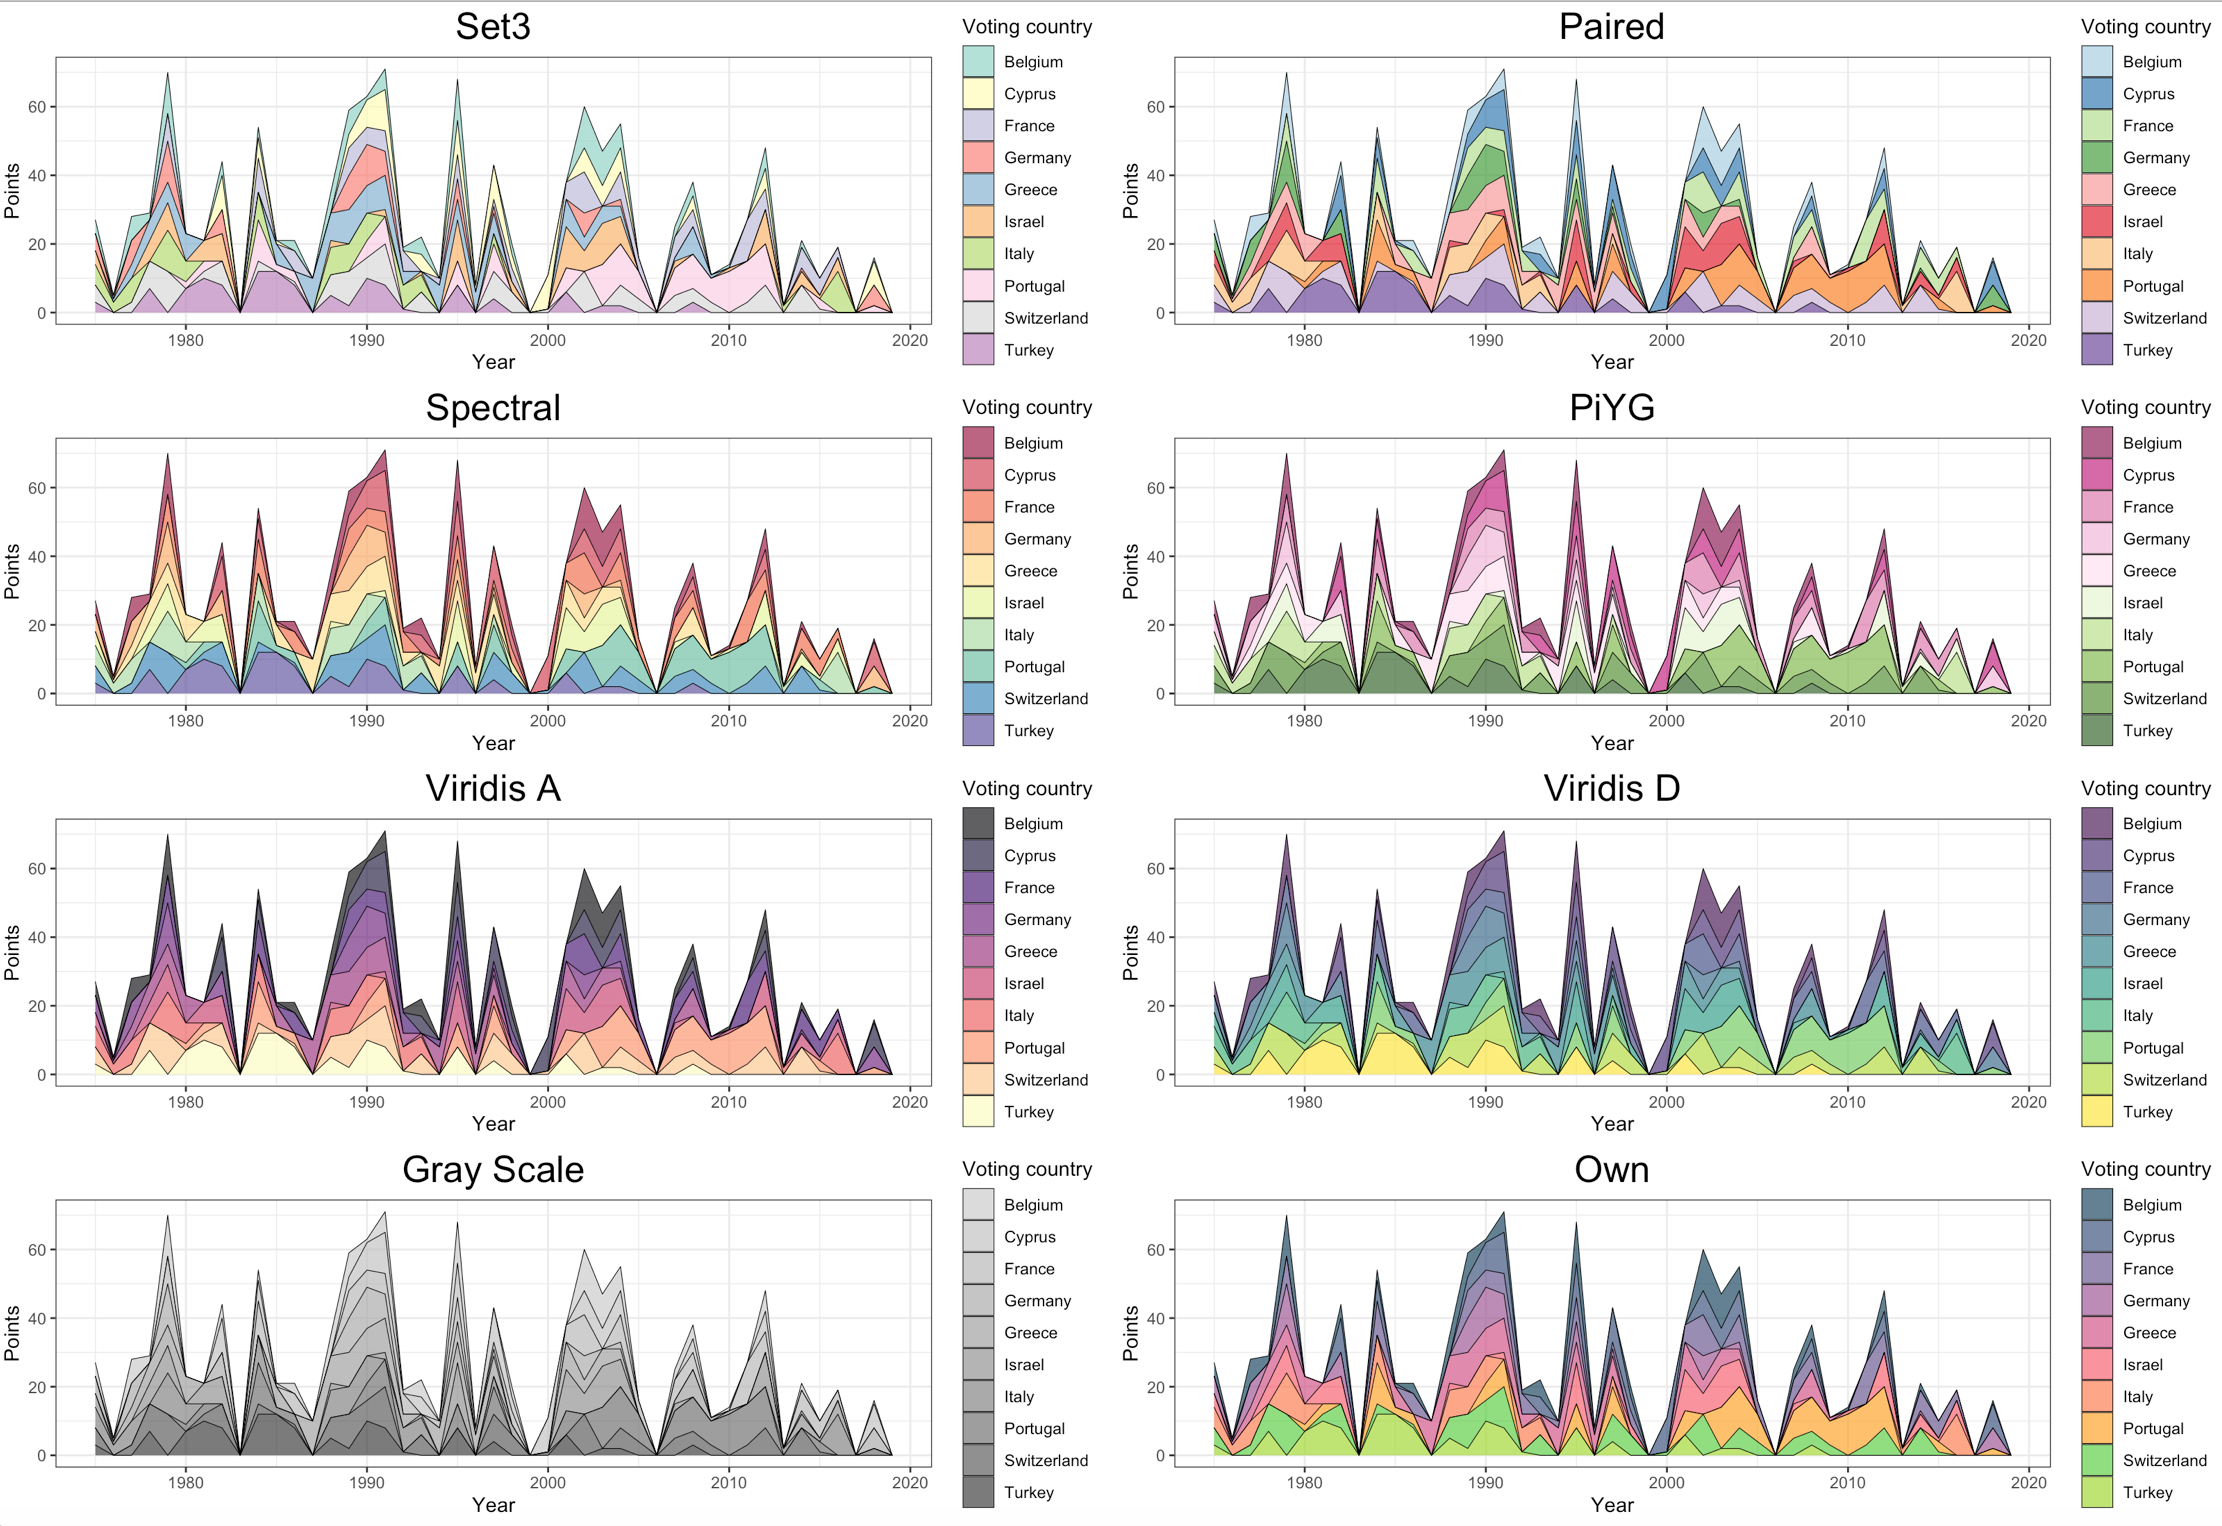 Set3
Points
60
40
20
0
1980 1990 2000 2010 2020
Year
Voting country
Belgium
Cyprus
France
Germany
Greece
Israel
Italy
Portugal
Switzerland
Turkey
Paired
Points
60
40
20
0
1980 1990 2000 2010 2020
Year
Voting country
Belgium
Cyprus
France
Germany
Greece
Israel
Italy
Portugal
Switzerland
Turkey
Spectral
Points
60
40
20
0
1980 1990 2000 2010 2020
Year
Voting country
Belgium
Cyprus
France
Germany
Greece
Israel
Italy
Portugal
Switzerland
Turkey
PiYG
Points
60
40
20
0
1980 1990 2000 2010 2020
Year
Voting country
Belgium
Cyprus
France
Germany
Greece
Israel
Italy
Portugal
Switzerland
Turkey
Viridis A
Points
60
40
20
0
1980 1990 2000 2010 2020
Year
Voting country
Belgium
Cyprus
France
Germany
Greece
Israel
Italy
Portugal
Switzerland
Turkey
Viridis D
Points
60
40
20
0
1980 1990 2000 2010 2020
Year
Voting country
Belgium
Cyprus
France
Germany
Greece
Israel
Italy
Portugal
Switzerland
Turkey
Gray Scale
Points
60
40
20
0
1980 1990 2000 2010 2020
Year
Voting country
Belgium
Cyprus
France
Germany
Greece
Israel
Italy
Portugal
Switzerland
Turkey
Own
Points
60
40
20
0
1980 1990 2000 2010 2020
Year
Voting country
Belgium
Cyprus
France
Germany
Greece
Israel
Italy
Portugal
Switzerland
Turkey